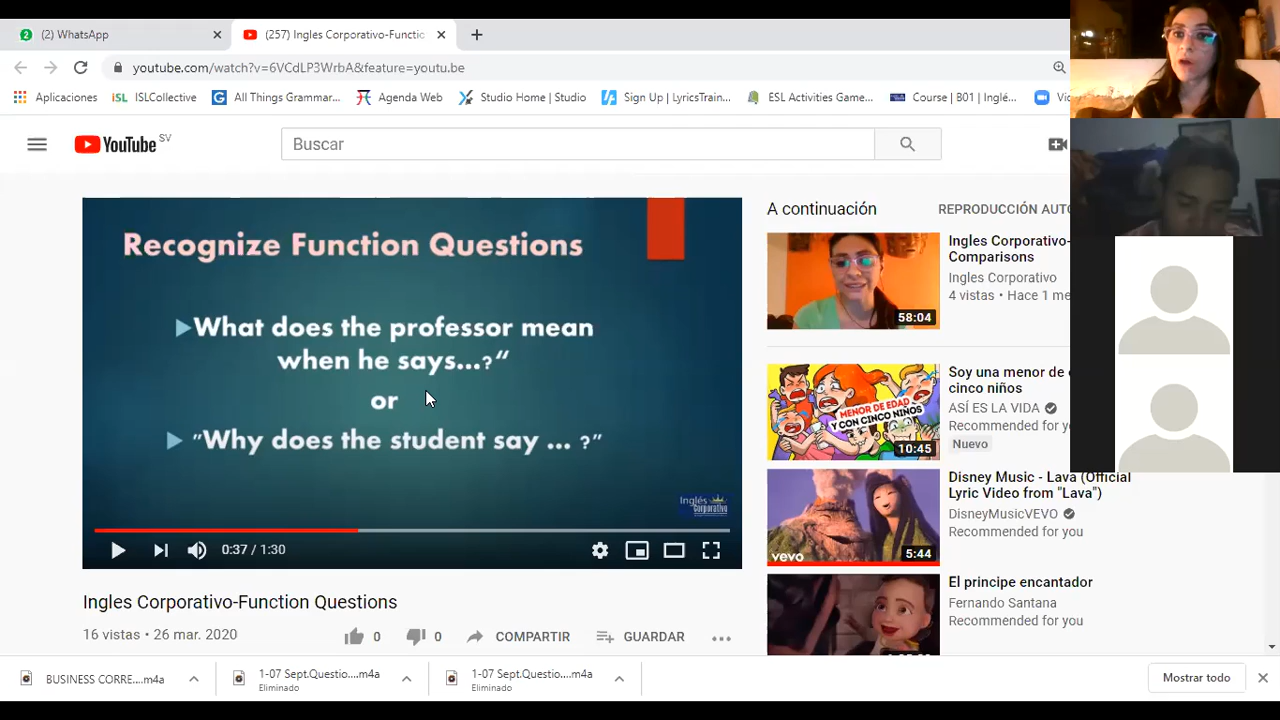 (2) WhatsApp
(257) Ingles Corporativo-Functio
youtube.com/watch?v=6VCdLP3WrbA&feature=youtu.be
Aplicaciones
iSL ISLCollective
All Things Grammar...
Agenda Web
Studio Home | Studio
Sign Up | LyricsTrain...
ESL Activities Game...
Course | B01 | Inglé...
YouTube SV
Buscar
Recognize Function Questions
What does the professor mean
when he says...?“
or
"Why does the student say ... ?"
Inglés
Corporativo
0:37 / 1:30
Ingles Corporativo-Function Questions
16 vistas • 26 mar. 2020
0
0
COMPARTIR
GUARDAR
A continuación
REPRODUCCIÓN AUTO
58:04
Ingles Corporativo-
Comparisons
Ingles Corporativo
4 vistas • Hace 1 me
MENOR DE EDAD
Y CON CINCO NIÑOS
10:45
Soy una menor de
cinco niños
ASÍ ES LA VIDA
Recommended for yo
Nuevo
vevo
5:44
Disney Music - Lava (Official
Lyric Video from "Lava")
DisneyMusicVEVO
Recommended for you
El principe encantador
Fernando Santana
Recommended for you
BUSINESS CORRE....m4a
1-07 Sept.Questio....m4a
Eliminado
1-07 Sept.Questio....m4a
Eliminado
Mostrar todo